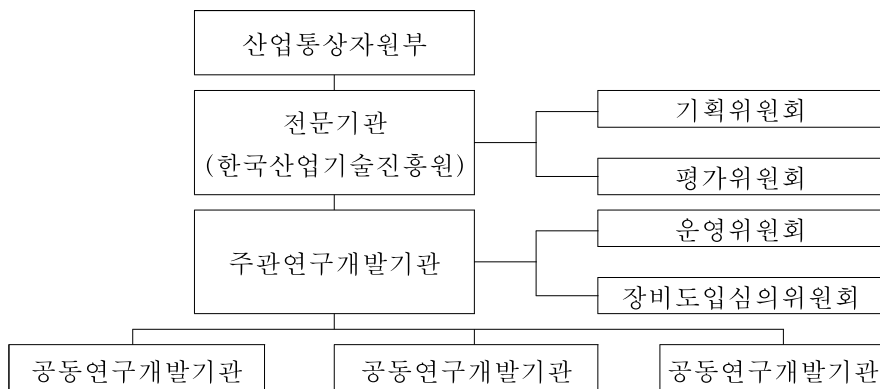 산업통상자원부
전문기관
(한국산업기술진흥원)
기획위원회
평가위원회
주관연구개발기관
운영위원회
장비도입심의위원회
공동연구개발기관
공동연구개발기관
공동연구개발기관